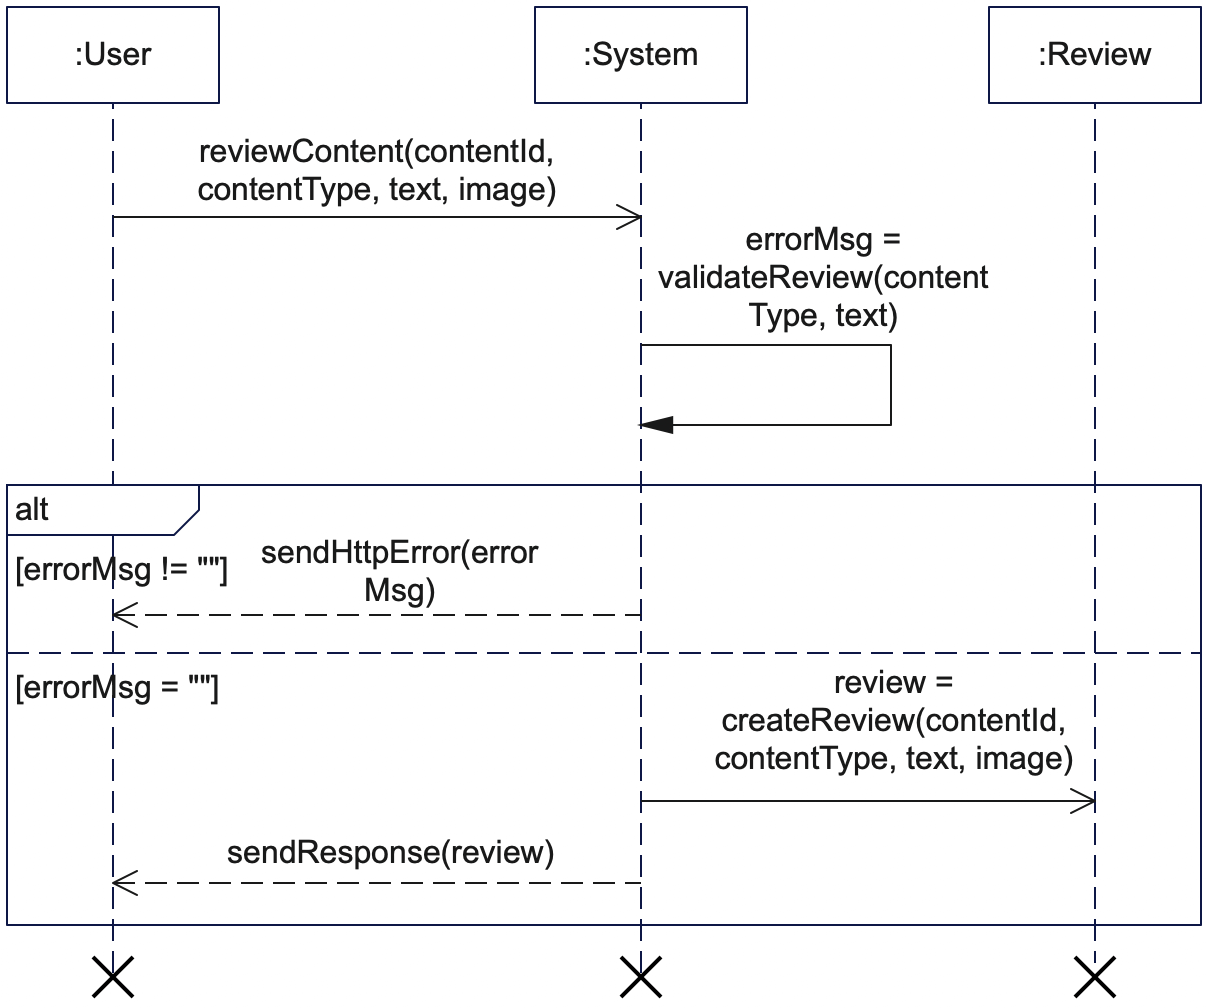 :User
:System
:Review
reviewContent(contentId,
contentType, text, image)
errorMsg =
validateReview(content
Type, text)
alt
[errorMsg != ""]
sendHttpError(error
Msg)
[errorMsg = ""]
review =
createReview(contentId,
contentType, text, image)
sendResponse(review)